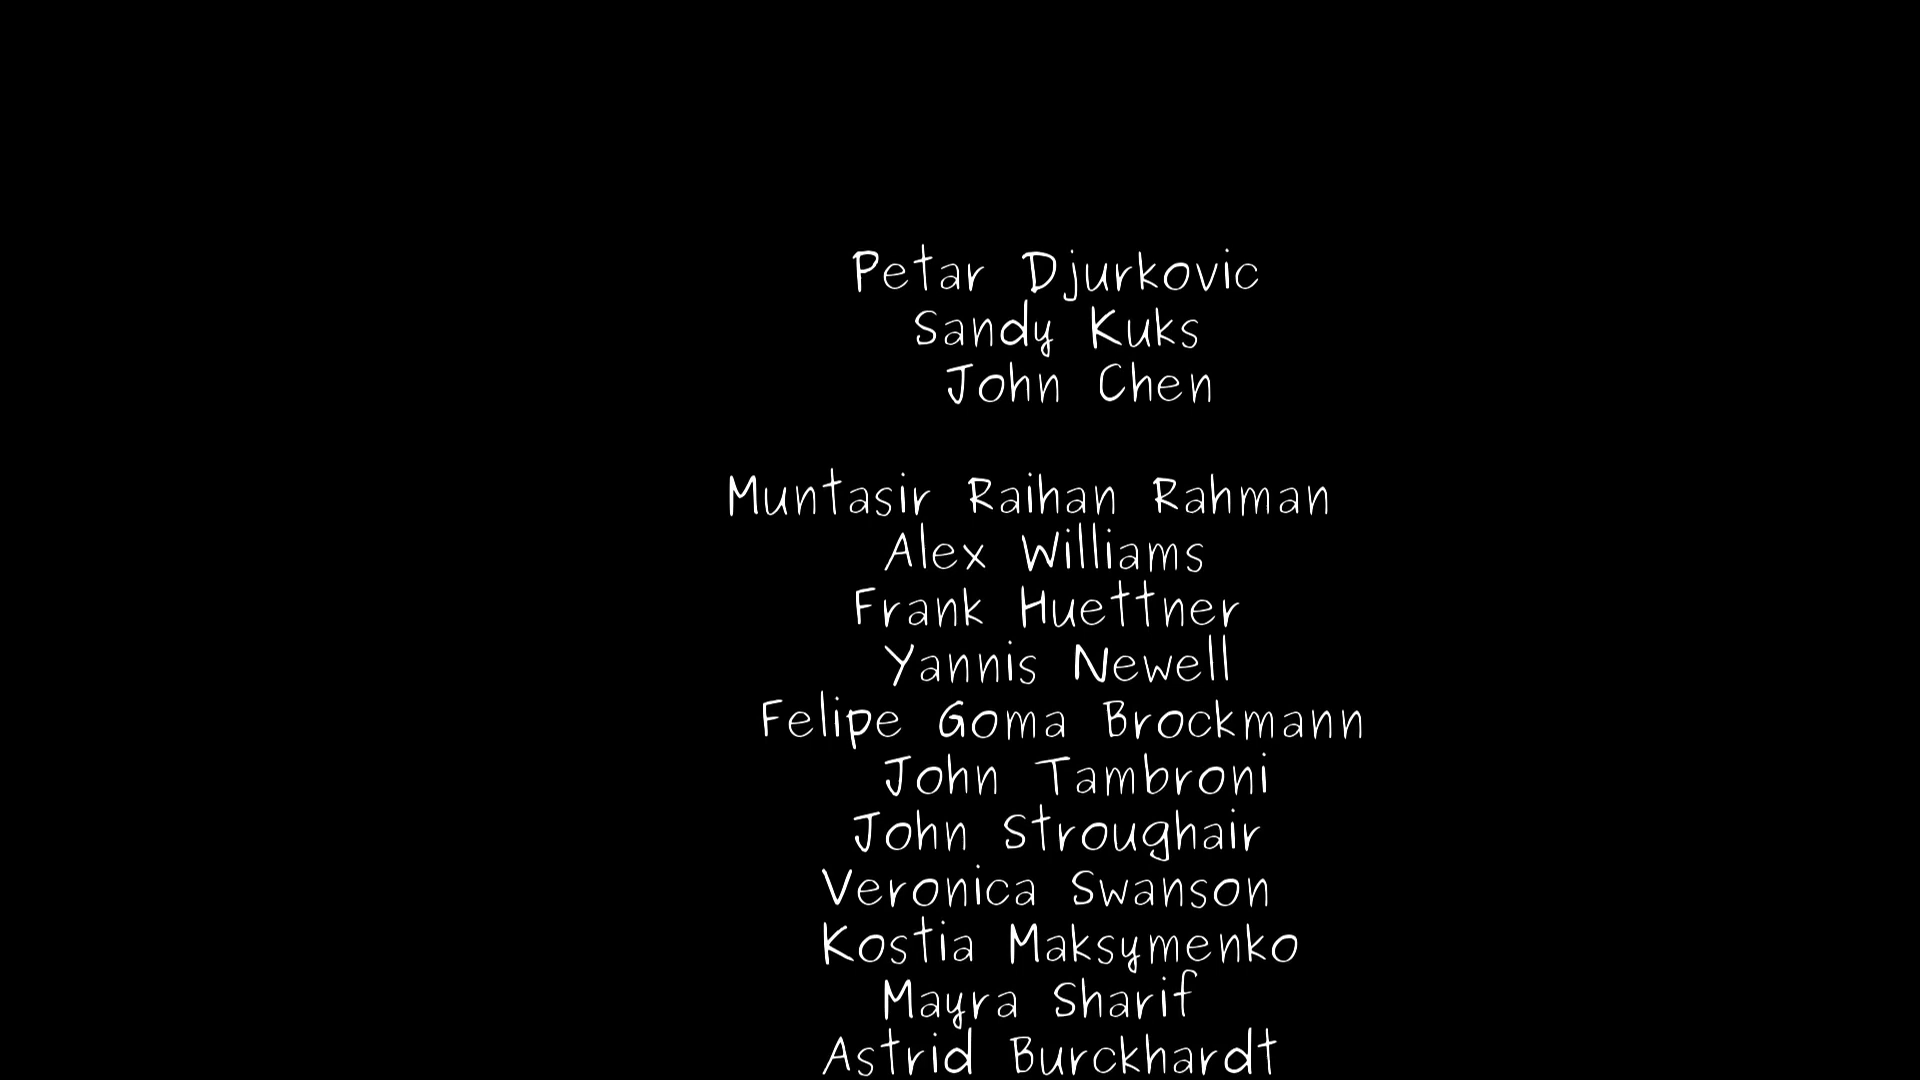 Petar Djurkovic
Sandy Kuks
John Chen
Muntasir Raihan Rahman
Alex Williams
Frank Huettner
Yannis Newell
Felipe Goma Brockmann
John Tambroni
John Stroughair
Veronica Swanson
Kostia Maksymenko
Mayra Sharif
Astrid Burckhardt